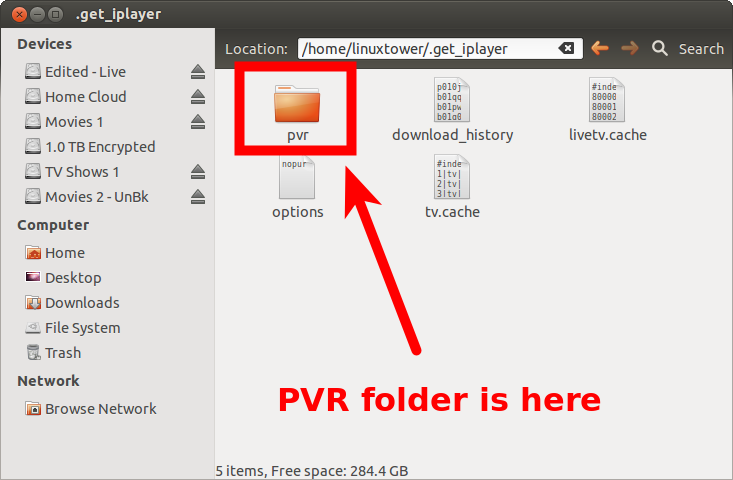 .get_iplayer
Devices
Edited - Live
Home Cloud
Movies 1
1.0 TB Encrypted
TV Shows 1
Movies 2 - UnBk
Computer
Home
Desktop
Downloads
File System
Trash
Network
Browse Network
Location: /home/linuxtower/.get_iplayer Search
pvr
p010j
b01qq
b01pw
b01a0
download_history
#inde
80000
80001
80002
livetv.cache
nopur
options
#inde
1|tv|
2|tv|
3|tv|
tv.cache
PVR folder is here
5 items, Free space: 284.4 GB